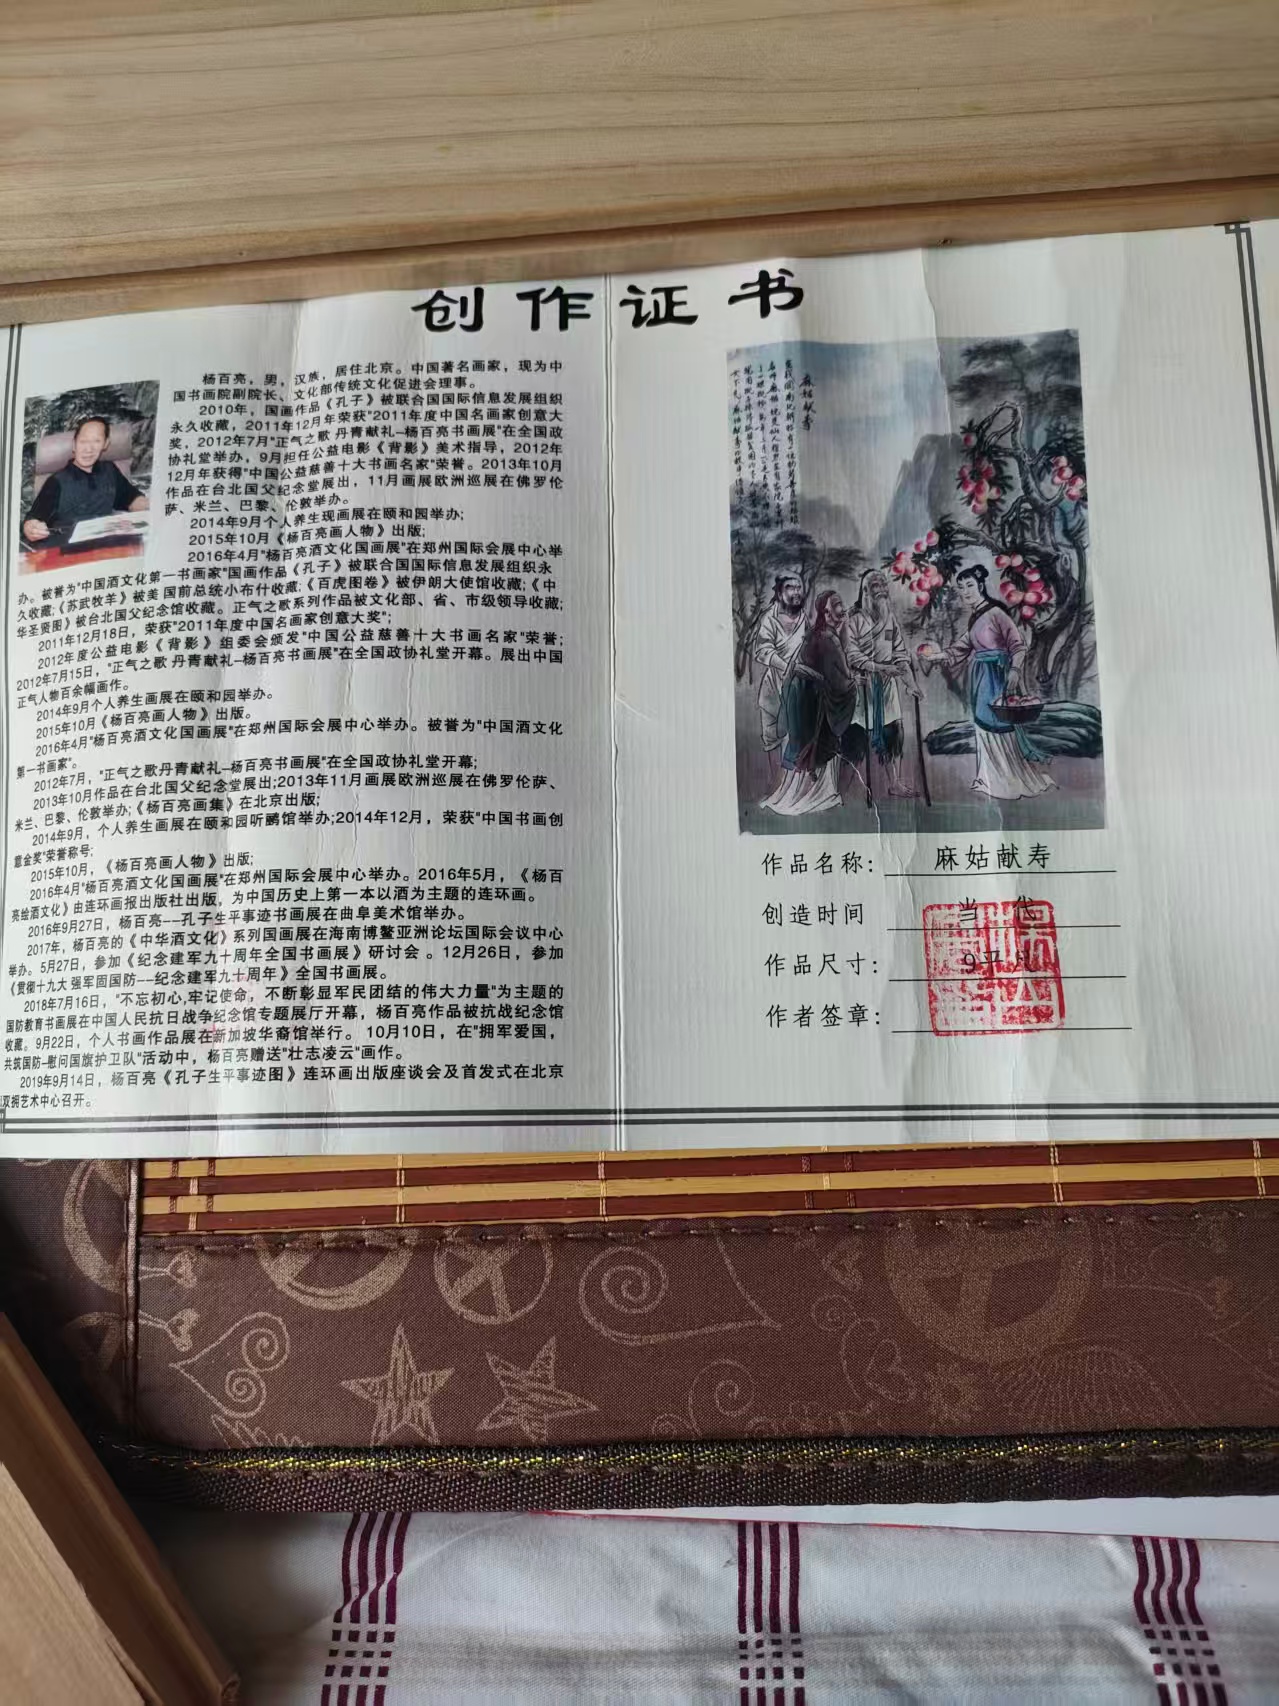 创作证书
杨百亮，男，汉族，居住北京。中国著名画家，现为中
国书画院副院长、文化部传统文化促进会理事。
2010年，国画作品《孔子》被联合国国际信息发展组织
永久收藏，2011年12月年荣获"2011年度中国名画家创意大
奖，2012年7月"正气之歌 丹青献礼–杨百亮书画展"在全国政
协礼堂举办，9月担任公益电影《背影》美术指导，2012年
12月年获得"中国公益慈善十大书画名家"荣誉。2013年10月
作品在台北国父纪念堂展出，11月画展欧洲巡展在佛罗伦
萨、米兰、巴黎、伦敦举办。
2014年9月个人养生现画展在颐和园举办;
2015年10月《杨百亮画人物》出版;
2016年4月"杨百亮酒文化国画展"在郑州国际会展中心举
办。被誉为"中国酒文化第一书画家"国画作品《孔子》被联合国国际信息发展组织永
久收藏;《苏武牧羊》被美国前总统小布什收藏;《百虎图卷》被伊朗大使馆收藏;《中
华圣贤图》被台北国父纪念馆收藏。正气之歌系列作品被文化部、省、市级领导收藏;
2011年12月18日，荣获"2011年度中国名画家创意大奖";
2012年度公益电影《背影》组委会颁发"中国公益慈善十大书画名家"荣誉;
2012年7月15日，"正气之歌 丹青献礼–杨百亮书画展"在全国政协礼堂开幕。展出中国
正气人物百余幅画作。
2014年9月个人养生画展在颐和园举办。
2015年10月《杨百亮画人物》出版。
2016年4月"杨百亮酒文化国画展"在郑州国际会展中心举办。被誉为"中国酒文化
第一书画家"。
2012年7月，"正气之歌丹青献礼–杨百亮书画展"在全国政协礼堂开幕;
2013年10月作品在台北国父纪念堂展出;2013年11月画展欧洲巡展在佛罗伦萨、
米兰、巴黎、伦敦举办;《杨百亮画集》在北京出版;
2014年9月，个人养生画展在颐和园听鹂馆举办;2014年12月，荣获"中国书画创
意金奖"荣誉称号;
2015年10月，《杨百亮画人物》出版;
2016年4月"杨百亮酒文化国画展"在郑州国际会展中心举办。2016年5月，《杨百
亮绘酒文化》由连环画报出版社出版，为中国历史上第一本以酒为主题的连环画。
2016年9月27日，杨百亮––孔子生平事迹书画展在曲阜美术馆举办。
2017年，杨百亮的《中华酒文化》系列国画展在海南博鳌亚洲论坛国际会议中心
举办。5月27日，参加《纪念建军九十周年全国书画展》研讨会 。12月26日，参加
《贯彻十九大 强军固国防––纪念建军九十周年》全国书画展。
2018年7月16日，"不忘初心,牢记使命，不断彰显军民团结的伟大力量"为主题的
国防教育书画展在中国人民抗日战争纪念馆专题展厅开幕，杨百亮作品被抗战纪念馆
收藏。9月22日，个人书画作品展在新加坡华裔馆举行。 10月10日，在"拥军爱国，
共筑国防–慰问国旗护卫队"活动中，杨百亮赠送"壮志凌云"画作。
2019年9月14日，杨百亮《孔子生平事迹图》连环画出版座谈会及首发式在北京
双拥艺术中心召开。
麻姑献寿
作品名称: 麻姑献寿
创造时间 当 代
作品尺寸: 9平尺
作者签章: